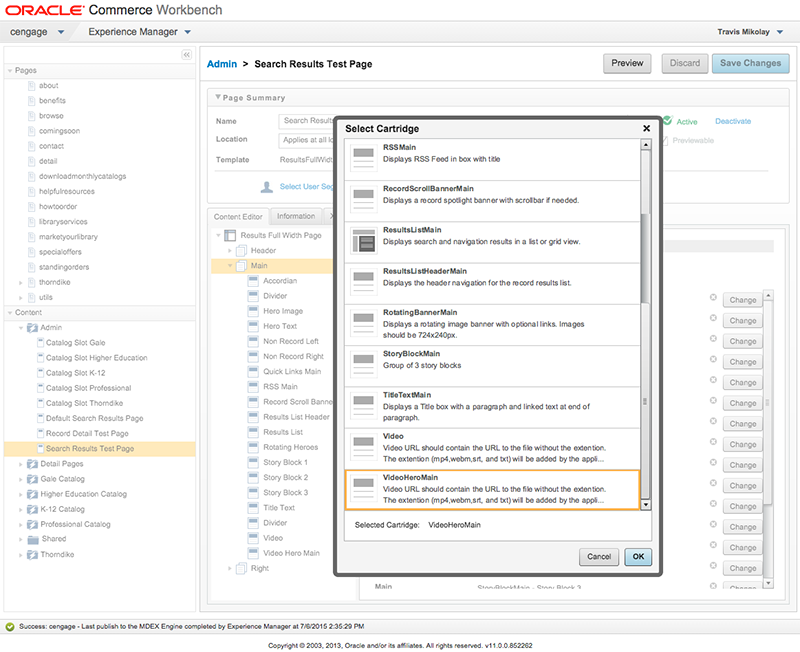 ORACLE Commerce Workbench
cengage Experience Manager Travis Mikolay
Pages
about
benefits
browse
comingsoon
contact
detail
downloadmonthlycatalogs
helpfulresources
howtoorder
libraryservices
marketyourlibrary
specialoffers
standingorders
thorndike
utils
Content
Admin
Catalog Slot Gale
Catalog Slot Higher Education
Catalog Slot K-12
Catalog Slot Professional
Catalog Slot Thorndike
Default Search Results Page
Record Detail Test Page
Search Results Test Page
Detail Pages
Gale Catalog
Higher Education Catalog
K-12 Catalog
Professional Catalog
Shared
Thorndike
Admin > Search Results Test Page Preview Discard Save Changes
Page Summary
Name Search Results Active Deactivate
Location Applies at all lo Previewable
Template ResultsFullWidt
Select User Seg
Content Editor Information X
Results Full Width Page
Header
Main
Accordian
Divider
Hero Image
Hero Text
Non Record Left
Non Record Right
Quick Links Main
RSS Main
Record Scroll Banner
Results List Header
Results List
Rotating Heroes
Story Block 1
Story Block 2
Story Block 3
Title Text
Divider
Video
Video Hero Main
Right
Select Cartridge
RSSMain
Displays RSS Feed in box with title
RecordScrollBannerMain
Displays a record spotlight banner with scrollbar if needed.
ResultsListMain
Displays search and navigation results in a list or grid view.
ResultsListHeaderMain
Displays the header navigation for the record results list.
RotatingBannerMain
Displays a rotating image banner with optional links. Images
should be 724x240px.
StoryBlockMain
Group of 3 story blocks
TitleTextMain
Displays a Title box with a paragraph and linked text at end of
paragraph.
Video
Video URL should contain the URL to the file without the extention.
The extention (mp4,webm,srt, and txt) will be added by the appli...
VideoHeroMain
Video URL should contain the URL to the file without the extention.
The extention (mp4,webm,srt, and txt) will be added by the appli...
Selected Cartridge: VideoHeroMain
Cancel OK
Change
Change
Change
Change
Change
Change
Change
Change
Change
Change
Change
Change
Change
Change
Main StoryBlockMain - Story Block 3
Success: cengage - Last publish to the MDEX Engine completed by Experience Manager at 7/6/2015 2:35:29 PM
Copyright © 2003, 2013, Oracle and/or its affiliates. All rights reserved. v11.0.0.852262